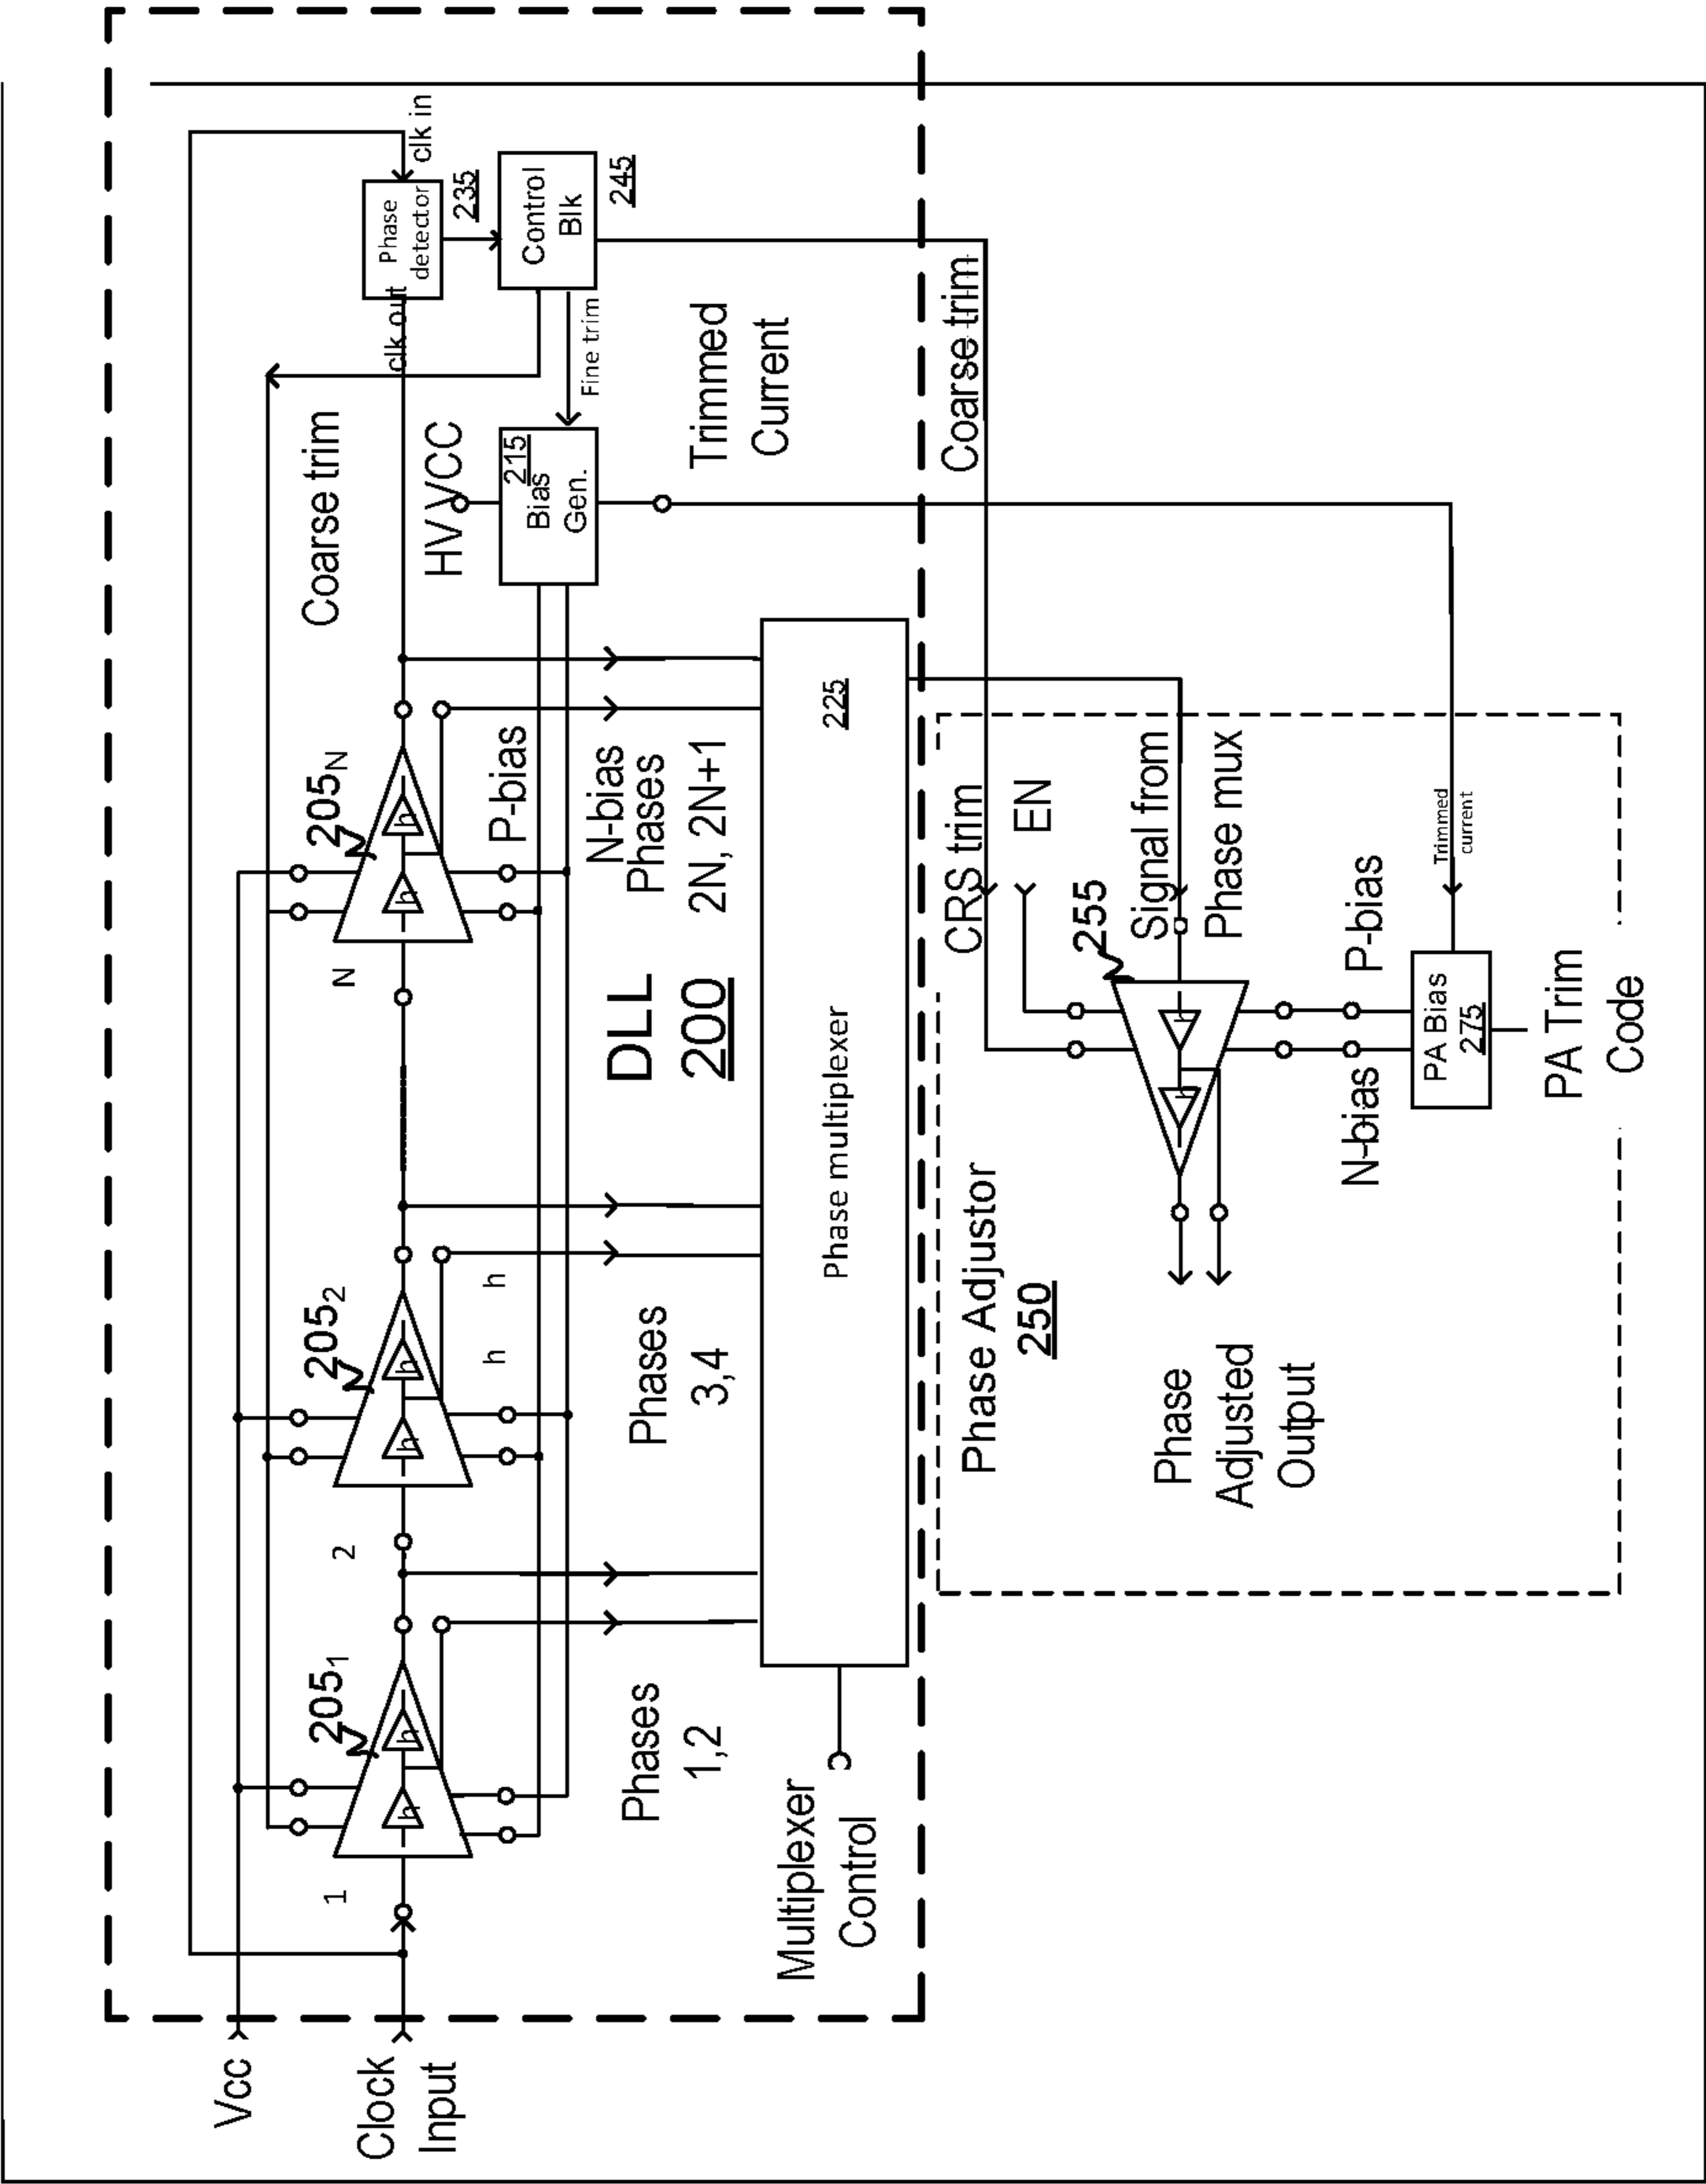 Vcc
Clock
Input
1
205₁
2
205₂
N
205N
Coarse trim
clk out
clk in
Phase
detector
235
Control
Blk
245
Fine trim
HV VCC
215
Bias
Gen.
Trimmed
Current
P-bias
N-bias
h
h
h
h
h
h
h
h
Phases
1,2
Phases
3,4
Phases
2N, 2N+1
DLL
200
Multiplexer
Control
Phase multiplexer
225
Coarse trim
Phase Adjustor
250
CRS trim
EN
255
Signal from
Phase mux
h
h
Phase
Adjusted
Output
N-bias
P-bias
Trimmed
current
PA Bias
275
PA Trim
Code